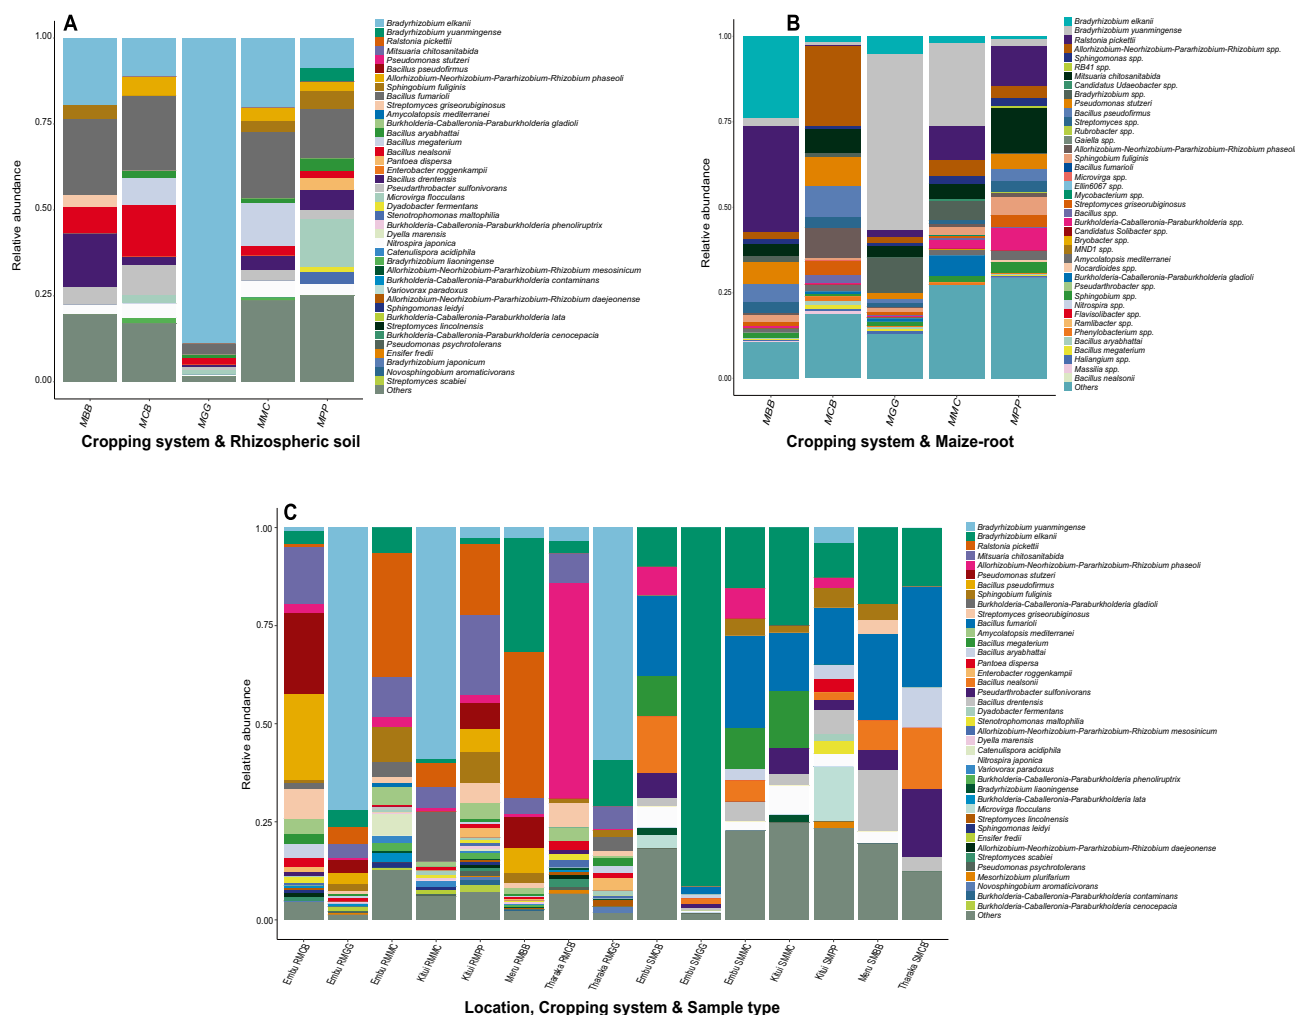 A
Relative abundance
1.00
0.75
0.50
0.25
0.00
MBB
MCB
MGG
MMC
MPP
Cropping system & Rhizospheric soil
Bradyrhizobium elkanii
Bradyrhizobium yuanmingense
Ralstonia pickettii
Mitsuaria chitosanitabida
Pseudomonas stutzeri
Bacillus pseudofirmus
Allorhizobium-Neorhizobium-Pararhizobium-Rhizobium phaseoli
Sphingobium fuliginis
Bacillus fumarioli
Streptomyces griseorubiginosus
Amycolatopsis mediterranei
Burkholderia-Caballeronia-Paraburkholderia gladioli
Bacillus aryabhattai
Bacillus megaterium
Bacillus nealsonii
Pantoea dispersa
Enterobacter roggenkampii
Bacillus drentensis
Pseudarthrobacter sulfonivorans
Microvirga flocculans
Dyadobacter fermentans
Stenotrophomonas maltophilia
Burkholderia-Caballeronia-Paraburkholderia phenoliruptrix
Dyella marensis
Nitrospira japonica
Catenulispora acidiphila
Bradyrhizobium liaoningense
Allorhizobium-Neorhizobium-Pararhizobium-Rhizobium mesosinicum
Burkholderia-Caballeronia-Paraburkholderia contaminans
Variovorax paradoxus
Allorhizobium-Neorhizobium-Pararhizobium-Rhizobium daejeonense
Sphingomonas leidyi
Burkholderia-Caballeronia-Paraburkholderia lata
Streptomyces lincolnensis
Burkholderia-Caballeronia-Paraburkholderia cenocepacia
Pseudomonas psychrotolerans
Ensifer fredii
Bradyrhizobium japonicum
Novosphingobium aromaticivorans
Streptomyces scabiei
Others
B
Relative abundance
1.00
0.75
0.50
0.25
0.00
MBB
MCB
MGG
MMC
MPP
Cropping system & Maize-root
Bradyrhizobium elkanii
Bradyrhizobium yuanmingense
Ralstonia pickettii
Allorhizobium-Neorhizobium-Pararhizobium-Rhizobium spp.
Sphingomonas spp.
RB41 spp.
Mitsuaria chitosanitabida
Candidatus Udaeobacter spp.
Bradyrhizobium spp.
Pseudomonas stutzeri
Bacillus pseudofirmus
Streptomyces spp.
Rubrobacter spp.
Gaiella spp.
Allorhizobium-Neorhizobium-Pararhizobium-Rhizobium phaseoli
Sphingobium fuliginis
Bacillus fumarioli
Microvirga spp.
Ellin6067 spp.
Mycobacterium spp.
Streptomyces griseorubiginosus
Bacillus spp.
Burkholderia-Caballeronia-Paraburkholderia spp.
Candidatus Solibacter spp.
Bryobacter spp.
MND1 spp.
Amycolatopsis mediterranei
Nocardioides spp.
Burkholderia-Caballeronia-Paraburkholderia gladioli
Pseudarthrobacter spp.
Sphingobium spp.
Nitrospira spp.
Flavisolibacter spp.
Ramlibacter spp.
Phenylobacterium spp.
Bacillus aryabhattai
Bacillus megaterium
Haliangium spp.
Massilia spp.
Bacillus nealsonii
Others
C
Relative abundance
1.00
0.75
0.50
0.25
0.00
Embu RMCB
Embu RMGG
Embu RMMC
Kitui RMMC
Kitui RMPP
Meru RMBB
Tharaka RMCB
Tharaka RMGG
Embu SMCB
Embu SMGG
Embu SMMC
Kitui SMMC
Kitui SMPP
Meru SMBB
Tharaka SMCB
Location, Cropping system & Sample type
Bradyrhizobium yuanmingense
Bradyrhizobium elkanii
Ralstonia pickettii
Mitsuaria chitosanitabida
Allorhizobium-Neorhizobium-Pararhizobium-Rhizobium phaseoli
Pseudomonas stutzeri
Bacillus pseudofirmus
Sphingobium fuliginis
Burkholderia-Caballeronia-Paraburkholderia gladioli
Streptomyces griseorubiginosus
Bacillus fumarioli
Amycolatopsis mediterranei
Bacillus megaterium
Bacillus aryabhattai
Pantoea dispersa
Enterobacter roggenkampii
Bacillus nealsonii
Pseudarthrobacter sulfonivorans
Bacillus drentensis
Dyadobacter fermentans
Stenotrophomonas maltophilia
Allorhizobium-Neorhizobium-Pararhizobium-Rhizobium mesosinicum
Dyella marensis
Catenulispora acidiphila
Nitrospira japonica
Variovorax paradoxus
Burkholderia-Caballeronia-Paraburkholderia phenoliruptrix
Bradyrhizobium liaoningense
Burkholderia-Caballeronia-Paraburkholderia lata
Microvirga flocculans
Streptomyces lincolnensis
Sphingomonas leidyi
Ensifer fredii
Allorhizobium-Neorhizobium-Pararhizobium-Rhizobium daejeonense
Streptomyces scabiei
Pseudomonas psychrotolerans
Mesorhizobium plurifarium
Novosphingobium aromaticivorans
Burkholderia-Caballeronia-Paraburkholderia contaminans
Burkholderia-Caballeronia-Paraburkholderia cenocepacia
Others